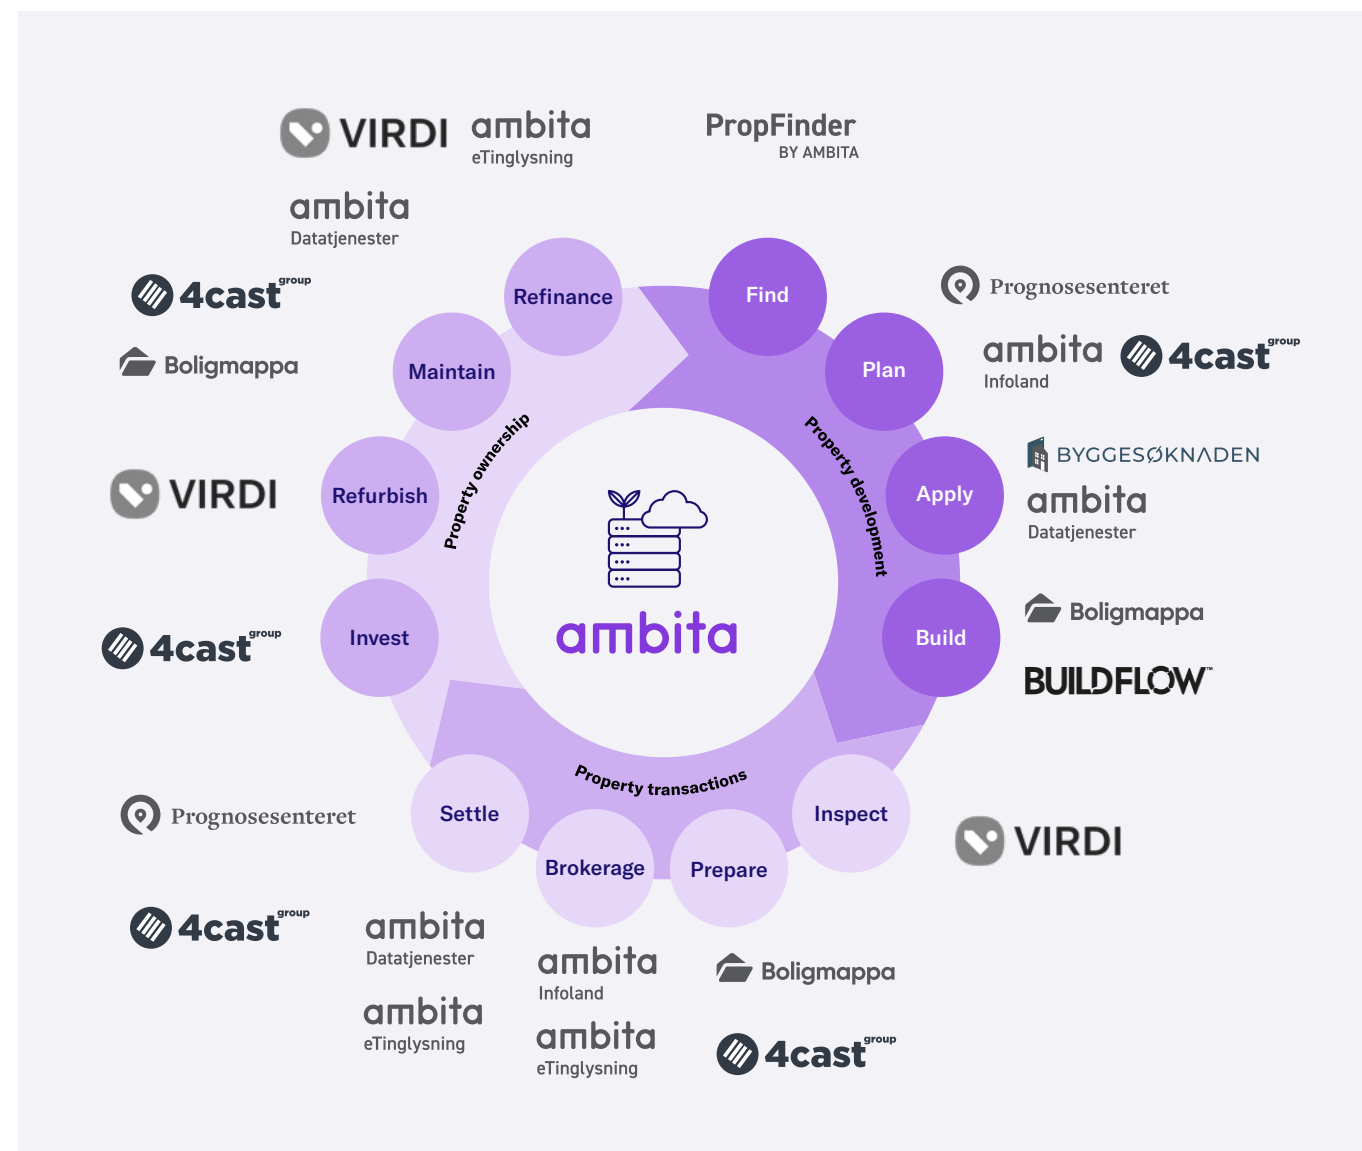 VIRDI
ambita
eTinglysning
PropFinder
BY AMBITA
ambita
Datatjenester
4cast group
Boligmappa
VIRDI
4cast group
Prognosesenteret
4cast group
ambita
Datatjenester
ambita
eTinglysning
ambita
Infoland
ambita
eTinglysning
Boligmappa
4cast group
VIRDI
Prognosesenteret
ambita
Infoland
4cast group
BYGGESØKNADEN
ambita
Datatjenester
Boligmappa
BUILDFLOW™
Refinance
Find
Maintain
Plan
Refurbish
Apply
Invest
Build
Settle
Brokerage
Prepare
Inspect
Property ownership
Property development
Property transactions
ambita